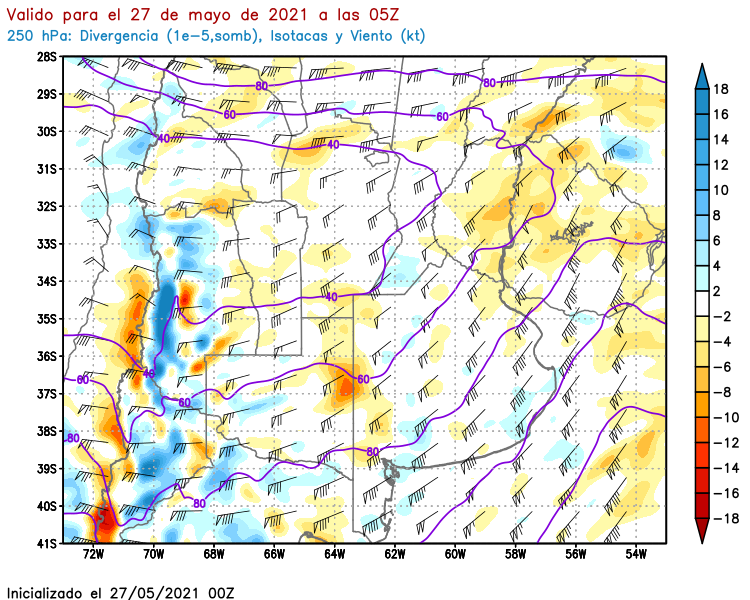 Valido para el 27 de mayo de 2021 a las 05Z
250 hPa: Divergencia (1e−5,somb), Isotacas y Viento (kt)
28S
29S
30S
31S
32S
33S
34S
35S
36S
37S
38S
39S
40S
41S
72W 70W 68W 66W 64W 62W 60W 58W 56W 54W
80
80
60
60
40
40
40
40
60
60
60
80
80
80
18
16
14
12
10
8
6
4
2
−2
−4
−6
−8
−10
−12
−14
−16
−18
Inicializado el 27/05/2021 00Z